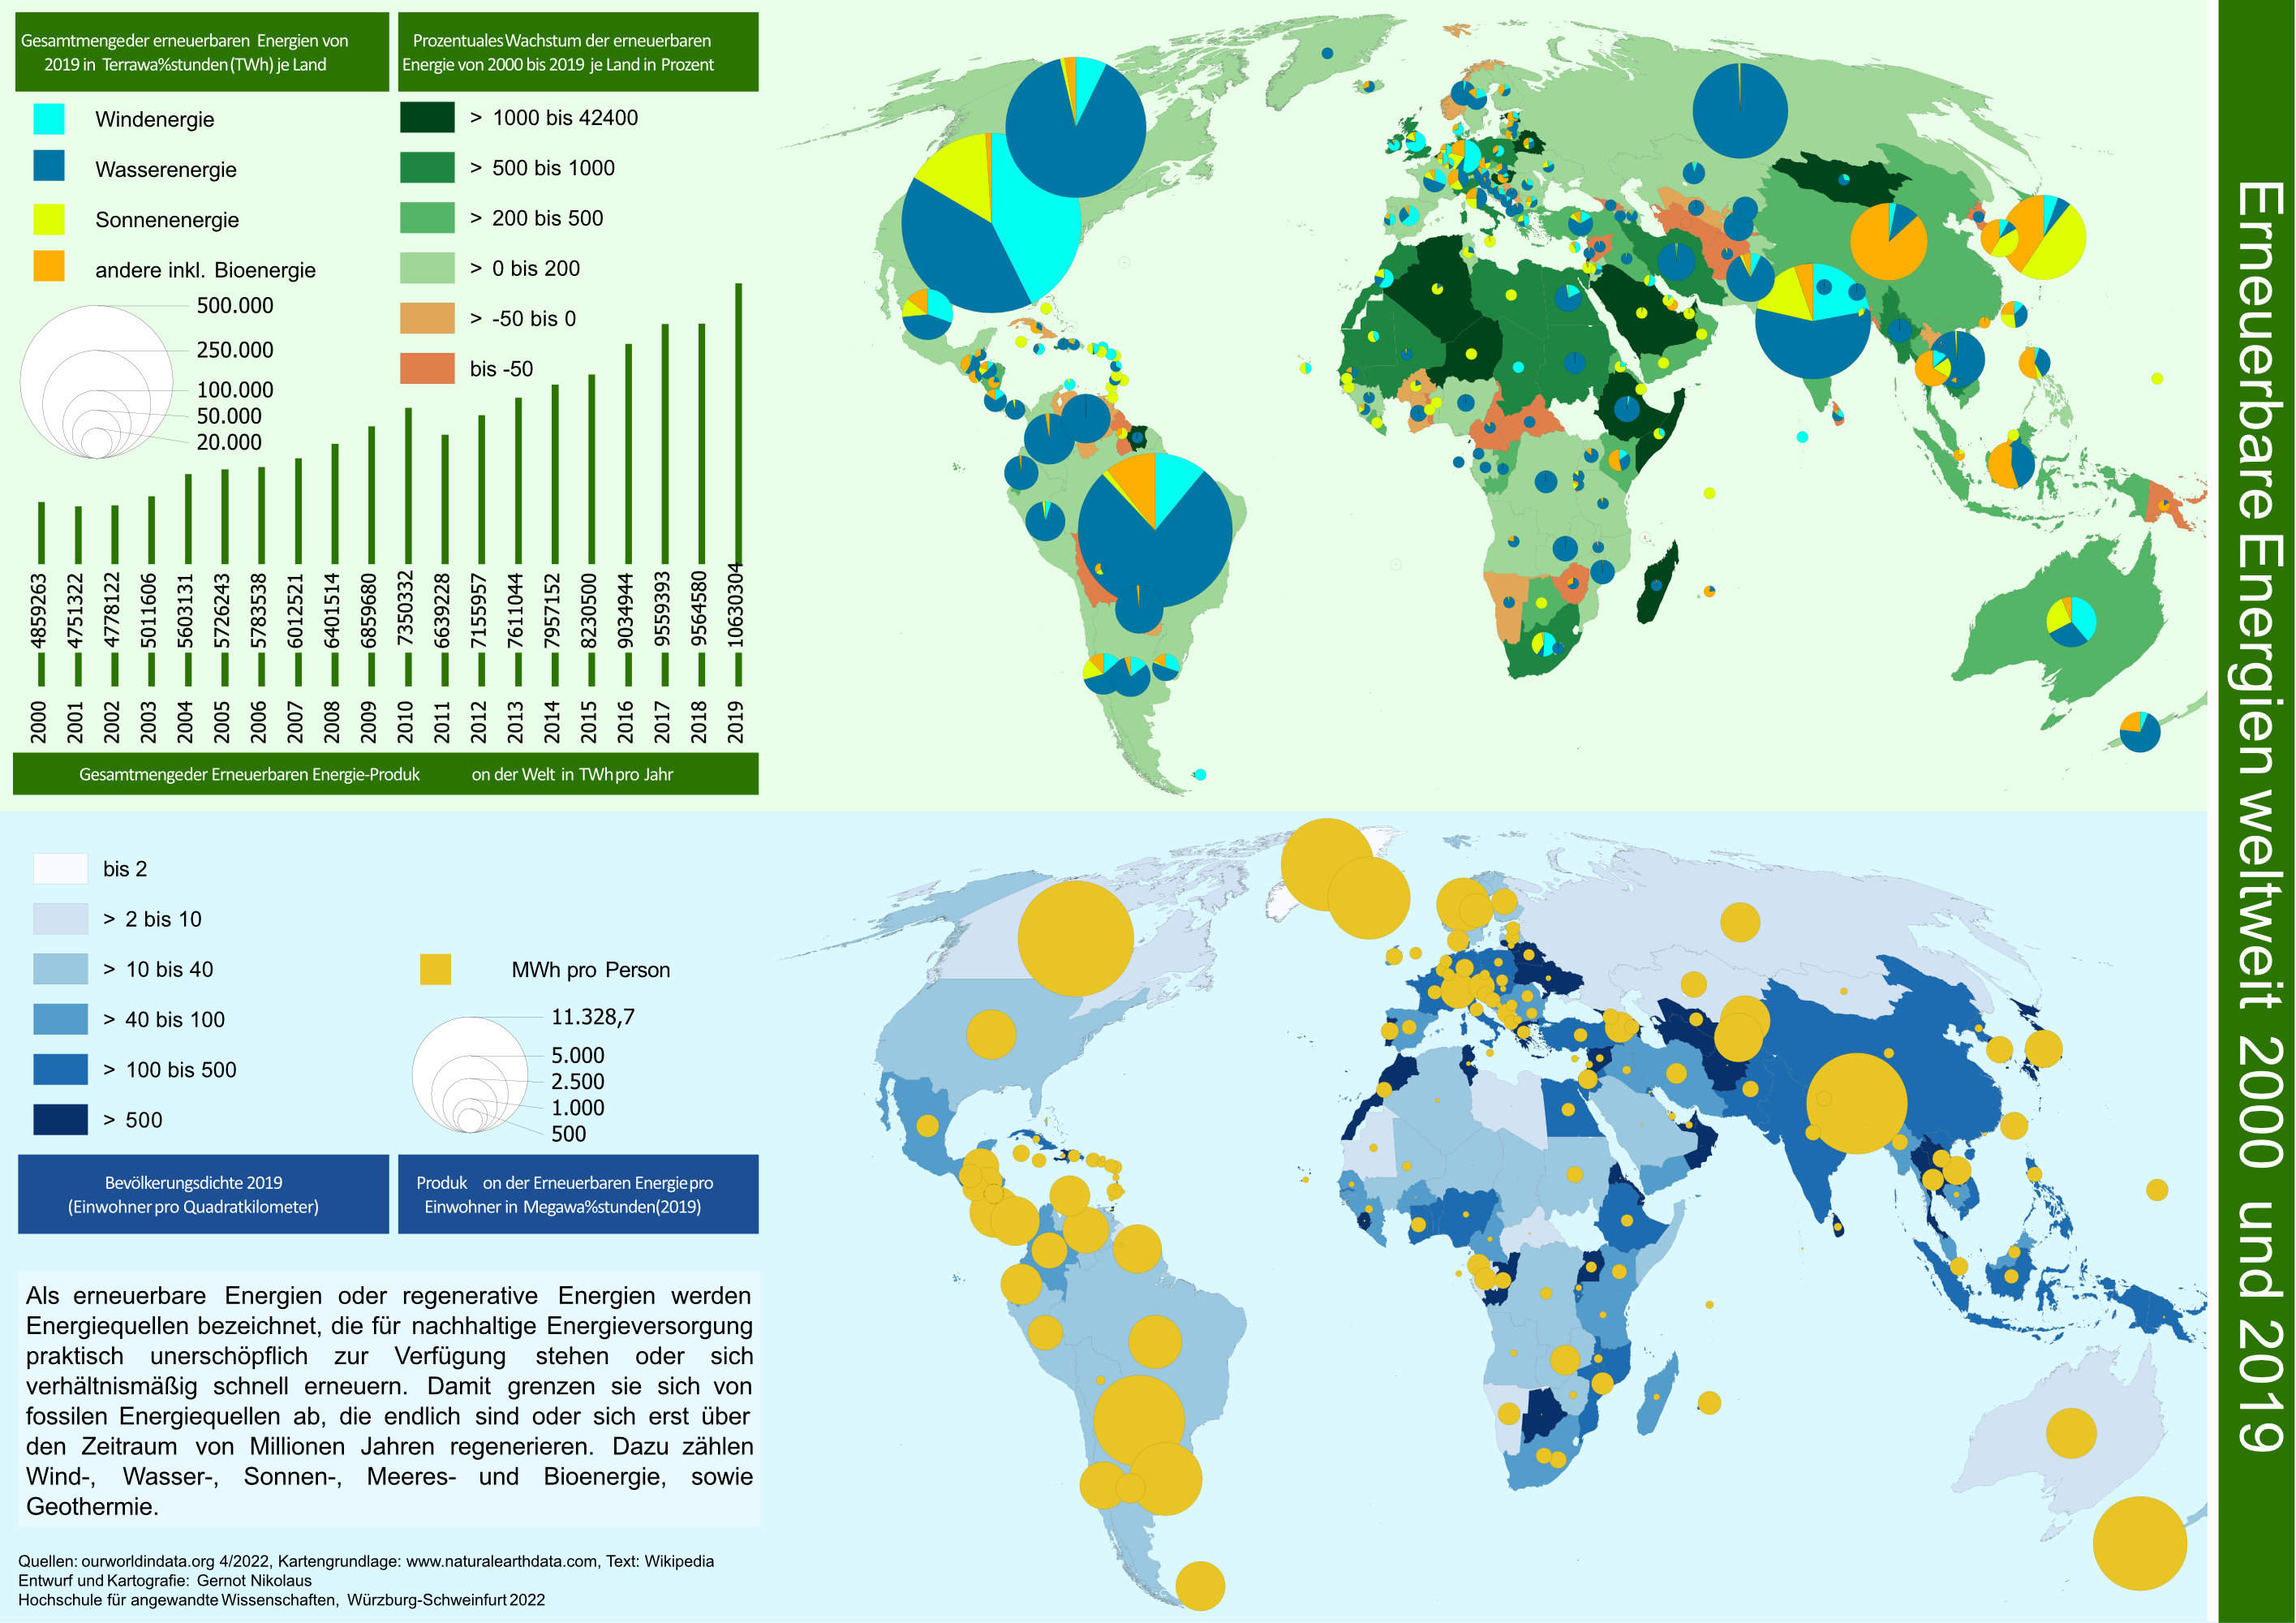 Gesamtmengeder erneuerbaren Energien von
2019 in Terrawa%stunden (TWh) je Land
Prozentuales Wachstum der erneuerbaren
Energie von 2000 bis 2019 je Land in Prozent
Windenergie
Wasserenergie
Sonnenenergie
andere inkl. Bioenergie
500.000
250.000
100.000
50.000
20.000
> 1000 bis 42400
> 500 bis 1000
> 200 bis 500
> 0 bis 200
> -50 bis 0
bis -50
4859263
4751322
4778122
5011606
5603131
5726243
5783538
6012521
6401514
6859680
7350332
6639228
7155957
7611044
7957152
8230500
9034944
9559393
9564580
10630304
2000
2001
2002
2003
2004
2005
2006
2007
2008
2009
2010
2011
2012
2013
2014
2015
2016
2017
2018
2019
Gesamtmengeder Erneuerbaren Energie-Produk on der Welt in TWh pro Jahr
bis 2
> 2 bis 10
> 10 bis 40
> 40 bis 100
> 100 bis 500
> 500
MWh pro Person
11.328,7
5.000
2.500
1.000
500
Bevölkerungsdichte 2019
(Einwohner pro Quadratkilometer)
Produk on der Erneuerbaren Energie pro
Einwohner in Megawa%stunden (2019)
Als erneuerbare Energien oder regenerative Energien werden
Energiequellen bezeichnet, die für nachhaltige Energieversorgung
praktisch unerschöpflich zur Verfügung stehen oder sich
verhältnismäßig schnell erneuern. Damit grenzen sie sich von
fossilen Energiequellen ab, die endlich sind oder sich erst über
den Zeitraum von Millionen Jahren regenerieren. Dazu zählen
Wind-, Wasser-, Sonnen-, Meeres- und Bioenergie, sowie
Geothermie.
Quellen: ourworldindata.org 4/2022, Kartengrundlage: www.naturalearthdata.com, Text: Wikipedia
Entwurf und Kartografie: Gernot Nikolaus
Hochschule für angewandte Wissenschaften, Würzburg-Schweinfurt 2022
Erneuerbare Energien weltweit 2000 und 2019